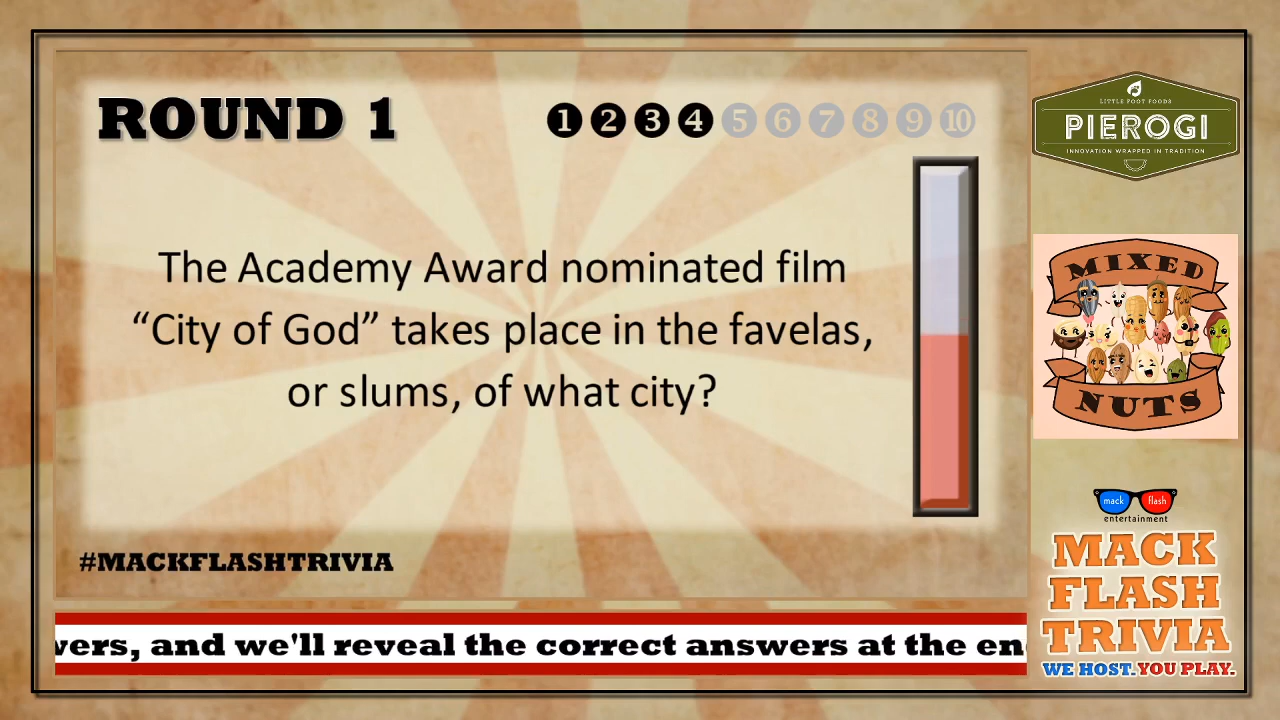 ROUND 1
1 2 3 4 5 6 7 8 9 10
The Academy Award nominated film
“City of God” takes place in the favelas,
or slums, of what city?
#MACKFLASHTRIVIA
wers, and we'll reveal the correct answers at the en
LITTLE FOOT FOODS
PIEROGI
INNOVATION WRAPPED IN TRADITION
MIXED
NUTS
mack flash
entertainment
MACK
FLASH
TRIVIA
WE HOST. YOU PLAY.